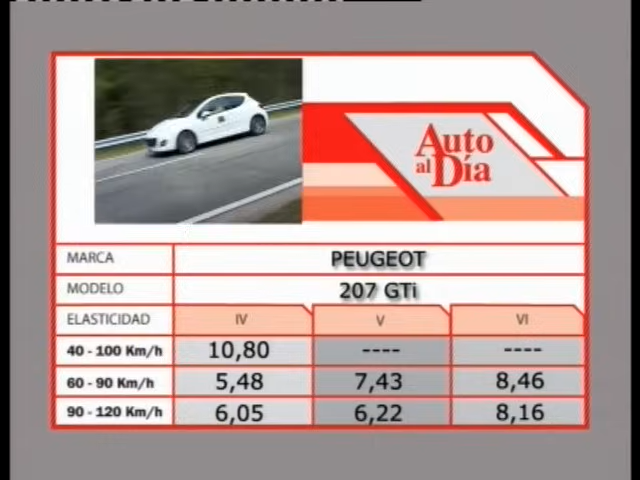 Auto
al Día
MARCA PEUGEOT
MODELO 207 GTi
ELASTICIDAD IV V VI
40 - 100 Km/h 10,80 ---- ----
60 - 90 Km/h 5,48 7,43 8,46
90 - 120 Km/h 6,05 6,22 8,16